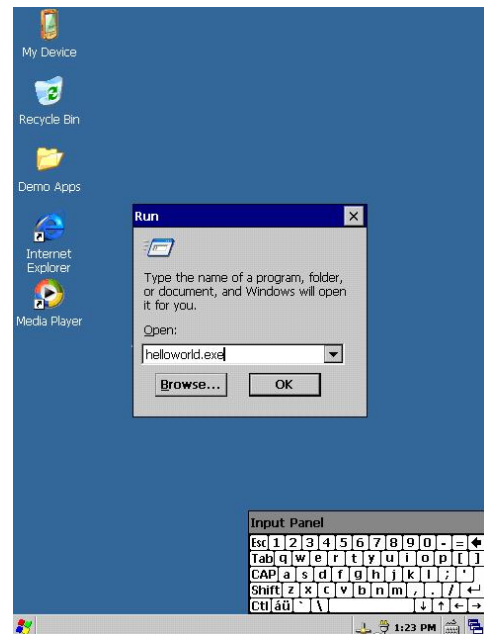 My Device
Recycle Bin
Demo Apps
Internet
Explorer
Media Player
Run
Type the name of a program, folder,
or document, and Windows will open
it for you.
Open:
helloworld.exe
Browse...
OK
Input Panel
Esc 1 2 3 4 5 6 7 8 9 0 - =
Tab q w e r t y u i o p [ ]
CAP a s d f g h j k l ; '
Shift z x c v b n m , . /
Ctl áü ` \
1:23 PM